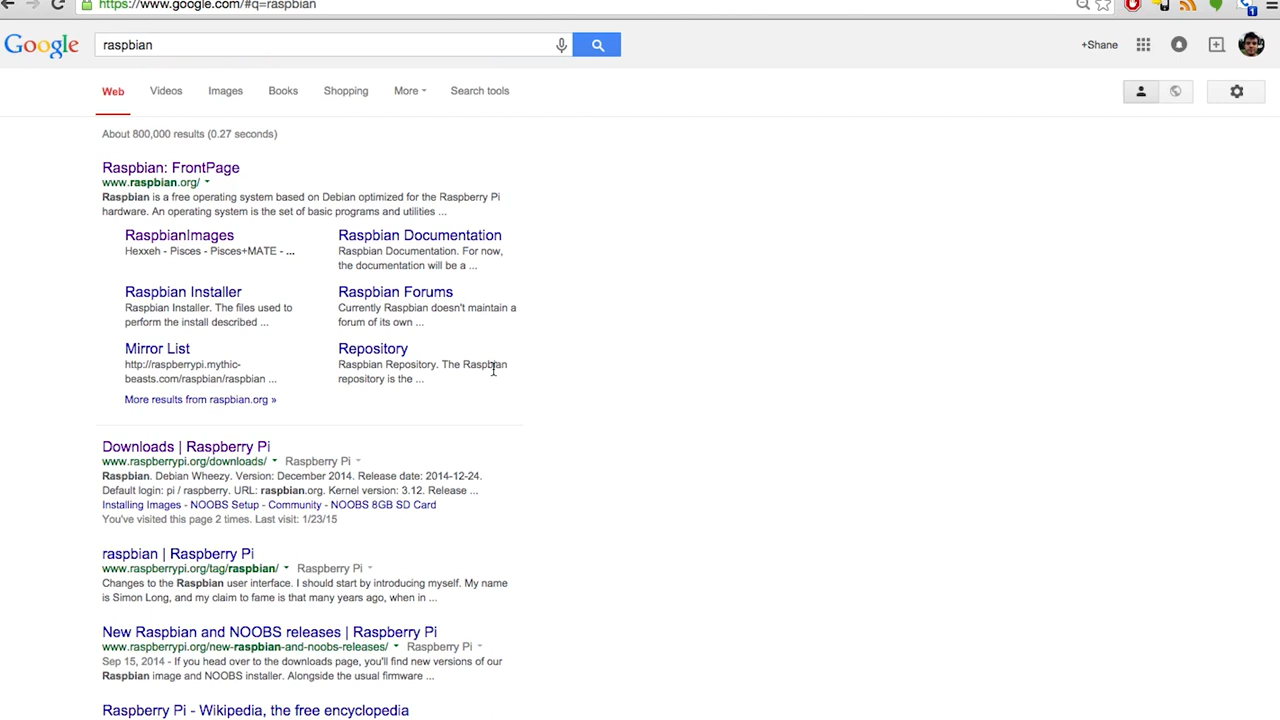 https://www.google.com/#q=raspbian
1
Google
raspbian
+Shane
Web Videos Images Books Shopping More Search tools
About 800,000 results (0.27 seconds)
Raspbian: FrontPage
www.raspbian.org/
Raspbian is a free operating system based on Debian optimized for the Raspberry Pi
hardware. An operating system is the set of basic programs and utilities ...
RaspbianImages
Hexxeh - Pisces - Pisces+MATE - ...
Raspbian Documentation
Raspbian Documentation. For now,
the documentation will be a ...
Raspbian Installer
Raspbian Installer. The files used to
perform the install described ...
Raspbian Forums
Currently Raspbian doesn't maintain a
forum of its own ...
Mirror List
http://raspberrypi.mythic-
beasts.com/raspbian/raspbian ...
Repository
Raspbian Repository. The Raspbian
repository is the ...
More results from raspbian.org »
Downloads | Raspberry Pi
www.raspberrypi.org/downloads/ Raspberry Pi
Raspbian. Debian Wheezy. Version: December 2014. Release date: 2014-12-24.
Default login: pi / raspberry. URL: raspbian.org. Kernel version: 3.12. Release ...
Installing Images - NOOBS Setup - Community - NOOBS 8GB SD Card
You've visited this page 2 times. Last visit: 1/23/15
raspbian | Raspberry Pi
www.raspberrypi.org/tag/raspbian/ Raspberry Pi
Changes to the Raspbian user interface. I should start by introducing myself. My name
is Simon Long, and my claim to fame is that many years ago, when in ...
New Raspbian and NOOBS releases | Raspberry Pi
www.raspberrypi.org/new-raspbian-and-noobs-releases/ Raspberry Pi
Sep 15, 2014 - If you head over to the downloads page, you'll find new versions of our
Raspbian image and NOOBS installer. Alongside the usual firmware ...
Raspberry Pi - Wikipedia, the free encyclopedia